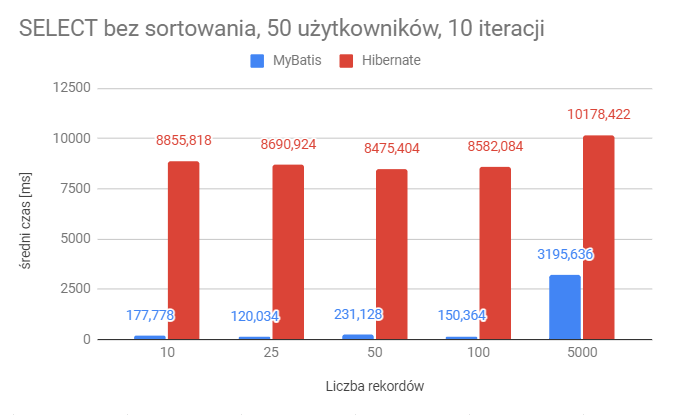 SELECT bez sortowania, 50 użytkowników, 10 iteracji
MyBatis Hibernate
12500
10000
7500
5000
2500
0
średni czas [ms]
177,778 8855,818
120,034 8690,924
231,128 8475,404
150,364 8582,084
3195,636 10178,422
10 25 50 100 5000
Liczba rekordów